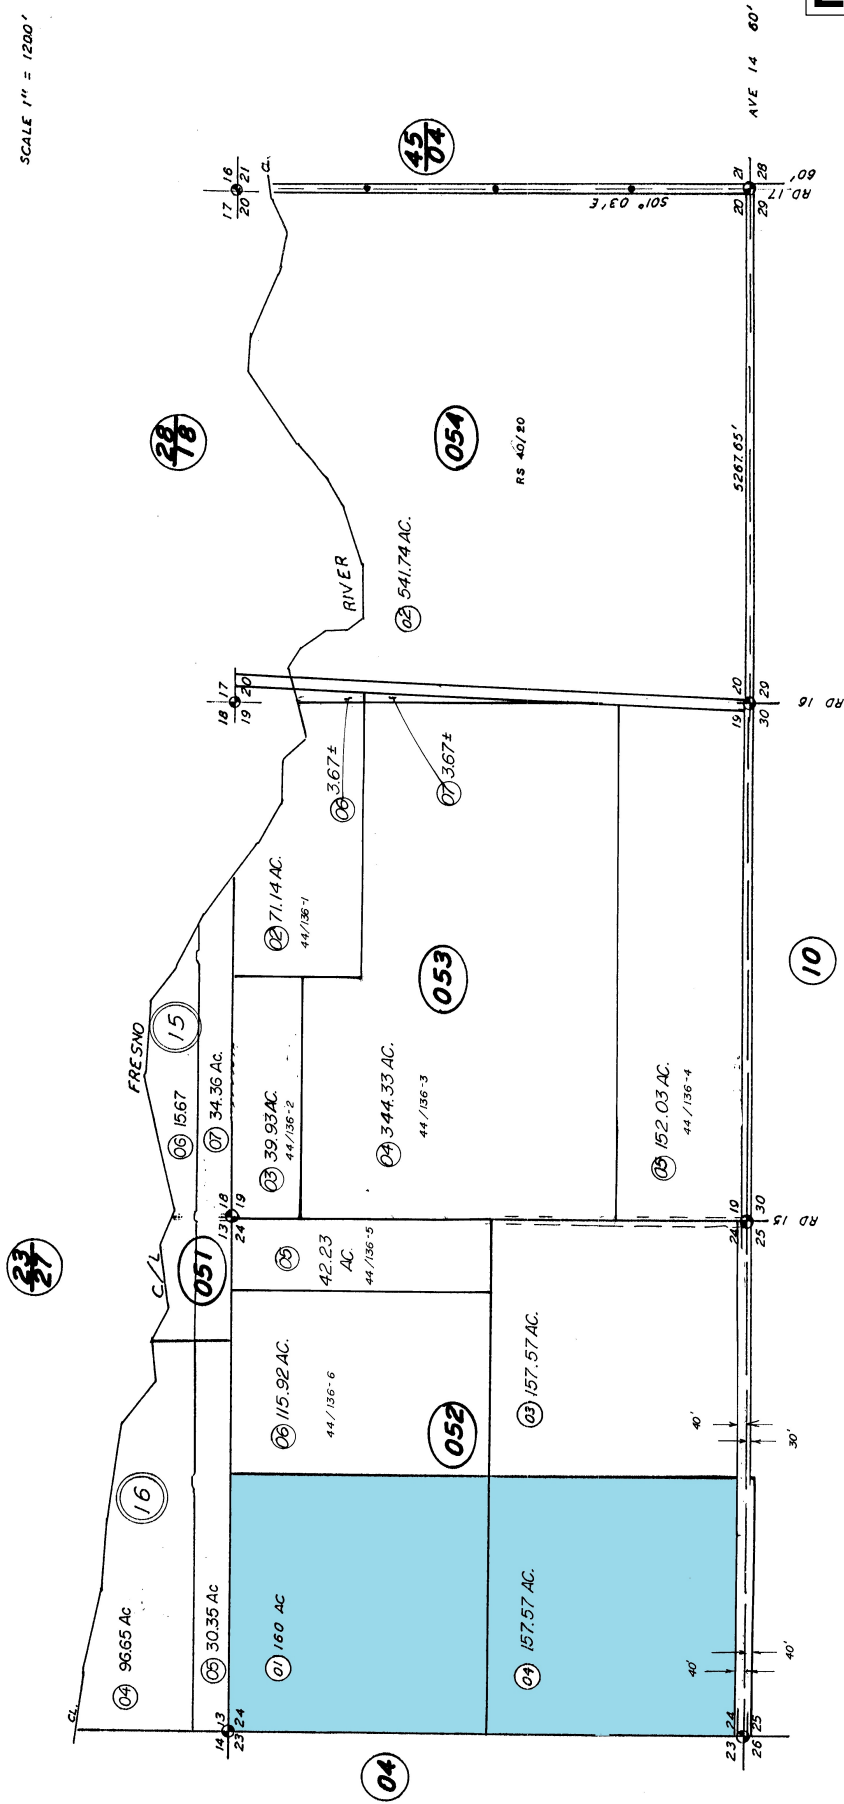 SCALE 1" = 1200'
23
27
28
18
45
04
CL.
04 96.65 Ac
16
C/L
FRESNO
15
06 15.67
05 30.35 Ac
051
07 34.36 Ac.
14 13
23 24
13 18
24 19
18 17
19 20
17 16
20 21
CL
RIVER
01 160 AC
06 115.92 AC.
44/136-6
05
42.23
AC.
44/136-5
03 39.93 AC.
44/136-2
02 71.14 AC.
44/136-1
06 3.67±
07 3.67±
02 541.74 AC.
054
RS 40/20
S01° 03' E
04
052
053
04 344.33 AC.
44/136-3
04 157.57 AC.
03 157.57 AC.
05 152.03 AC.
44/136-4
5267.65'
40'
40'
40'
30'
23 24
26 25
24 19
25 30
19 20
30 29
20 21
29 28
RD 15
RD 16
RD. 17
60'
AVE 14 60'
10